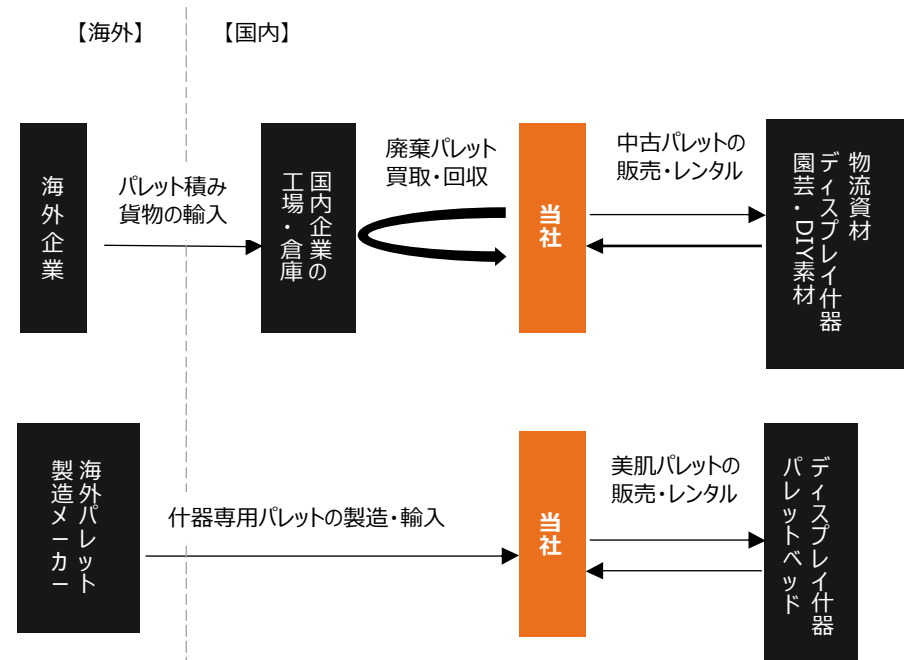 【海外】
【国内】
海外企業
パレット積み
貨物の輸入
国内企業の
工場・倉庫
廃棄パレット
買取・回収
当社
中古パレットの
販売・レンタル
物流資材
ディスプレイ什器
園芸・DIY素材
海外パレット
製造メーカー
什器専用パレットの製造・輸入
当社
美肌パレットの
販売・レンタル
ディスプレイ什器
パレットベッド